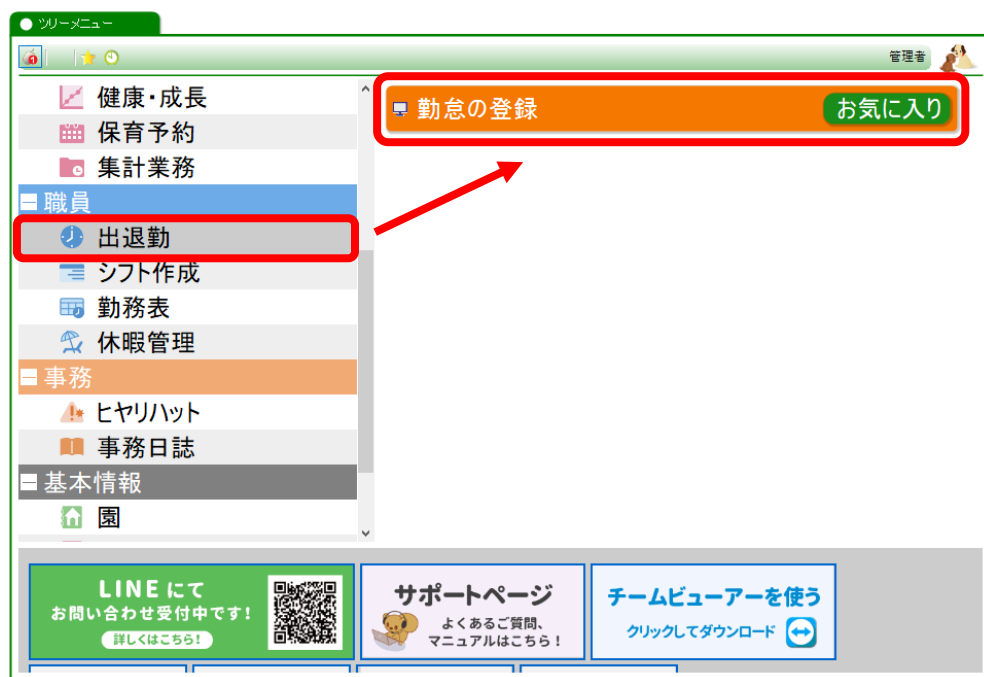 ツリーメニュー
管理者
健康・成長
保育予約
集計業務
職員
出退勤
シフト作成
勤務表
休暇管理
事務
ヒヤリハット
事務日誌
基本情報
園
勤怠の登録
お気に入り
LINEにて
お問い合わせ受付中です!
詳しくはこちら!
サポートページ
よくあるご質問、
マニュアルはこちら!
チームビューアーを使う
クリックしてダウンロード